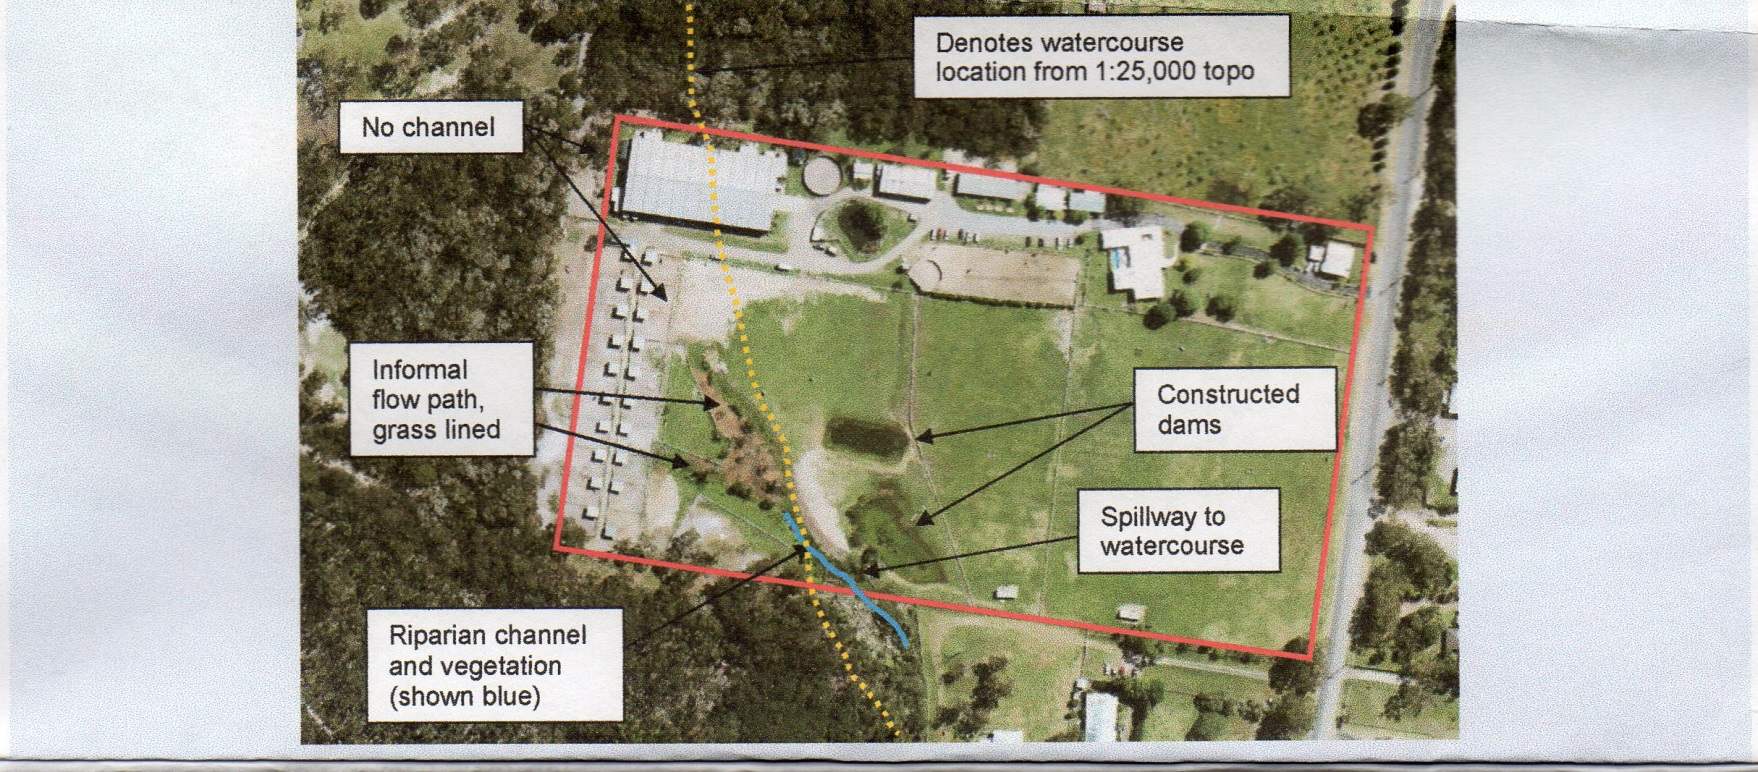 Denotes watercourse
location from 1:25,000 topo
No channel
Informal
flow path,
grass lined
Constructed
dams
Spillway to
watercourse
Riparian channel
and vegetation
(shown blue)